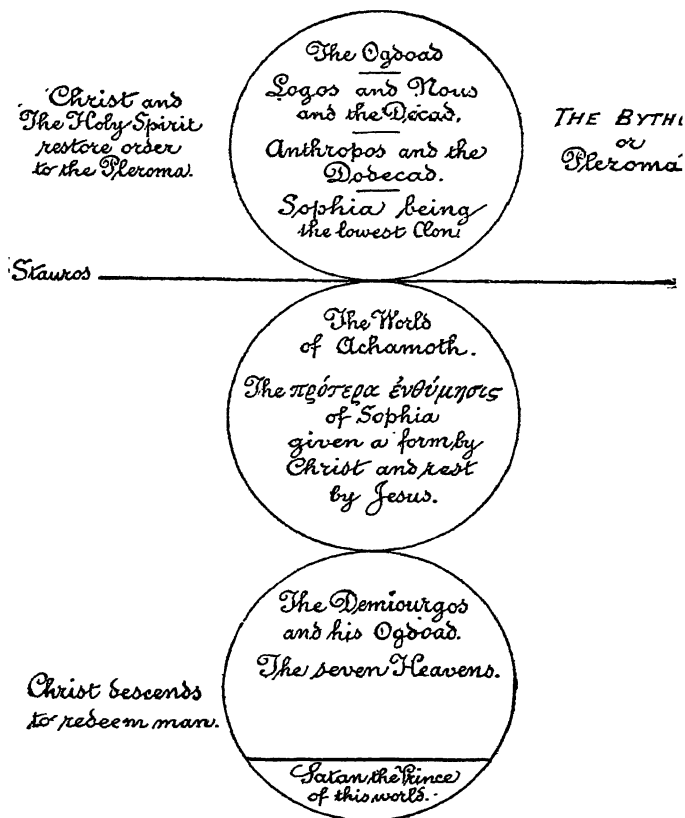 Christ and
The Holy Spirit
restore order
to the Pleroma.
The Ogdoad
Logos and Nous
and the Decad.
Anthropos and the
Dodecad.
Sophia being
the lowest Æon.
THE BYTH
or
Pleroma
Stauros
The World
of Achamoth.
The πρότερα ἐνθύμησις
of Sophia
given a form by
Christ and rest
by Jesus.
The Demiourgos
and his Ogdoad.
The seven Heavens.
Christ descends
to redeem man.
Satan the Prince
of this world.